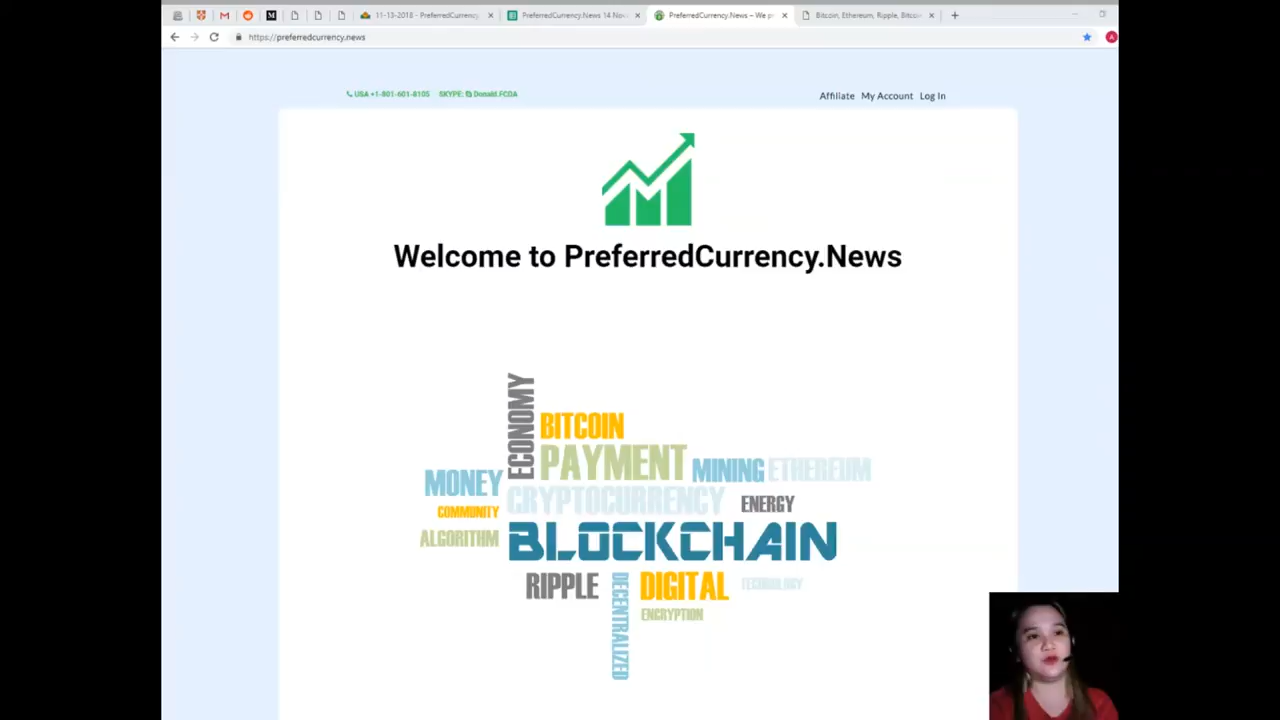 11-13-2018 - PreferredCurrency.
PreferredCurrency.News 14 Nov
PreferredCurrency.News – We pr
Bitcoin, Ethereum, Ripple, Bitcoi
https://preferredcurrency.news
A
USA +1-801-601-8105 SKYPE: Donald.FCDA
Affiliate My Account Log In
Welcome to PreferredCurrency.News
ECONOMY
BITCOIN
PAYMENT
MONEY
MINING
ETHEREUM
CRYPTOCURRENCY
ENERGY
COMMUNITY
ALGORITHM
BLOCKCHAIN
RIPPLE
DECENTRALIZED
DIGITAL
TECHNOLOGY
ENCRYPTION